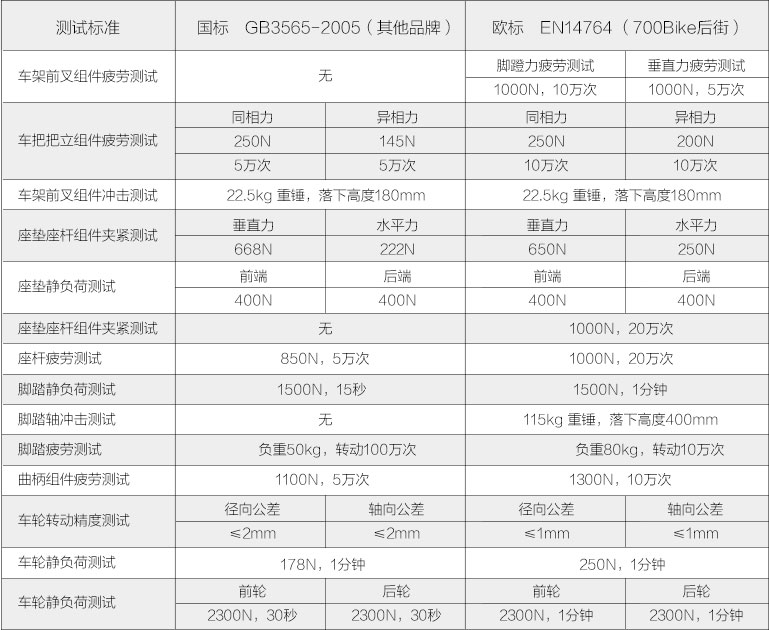 测试标准 国标 GB3565-2005（其他品牌） 欧标 EN14764 （700Bike后街）
车架前叉组件疲劳测试 无 脚蹬力疲劳测试 垂直力疲劳测试
1000N，10万次 1000N，5万次
车把把立组件疲劳测试 同相力 异相力 同相力 异相力
250N 145N 250N 200N
5万次 5万次 10万次 10万次
车架前叉组件冲击测试 22.5kg 重锤，落下高度180mm 22.5kg 重锤，落下高度180mm
座垫座杆组件夹紧测试 垂直力 水平力 垂直力 水平力
668N 222N 650N 250N
座垫静负荷测试 前端 后端 前端 后端
400N 400N 400N 400N
座垫座杆组件夹紧测试 无 1000N，20万次
座杆疲劳测试 850N，5万次 1000N，20万次
脚踏静负荷测试 1500N，15秒 1500N，1分钟
脚踏轴冲击测试 无 115kg 重锤，落下高度400mm
脚踏疲劳测试 负重50kg，转动100万次 负重80kg，转动10万次
曲柄组件疲劳测试 1100N，5万次 1300N，10万次
车轮转动精度测试 径向公差 轴向公差 径向公差 轴向公差
≤2mm ≤2mm ≤1mm ≤1mm
车轮静负荷测试 178N，1分钟 250N，1分钟
车轮静负荷测试 前轮 后轮 前轮 后轮
2300N，30秒 2300N，30秒 2300N，1分钟 2300N，1分钟